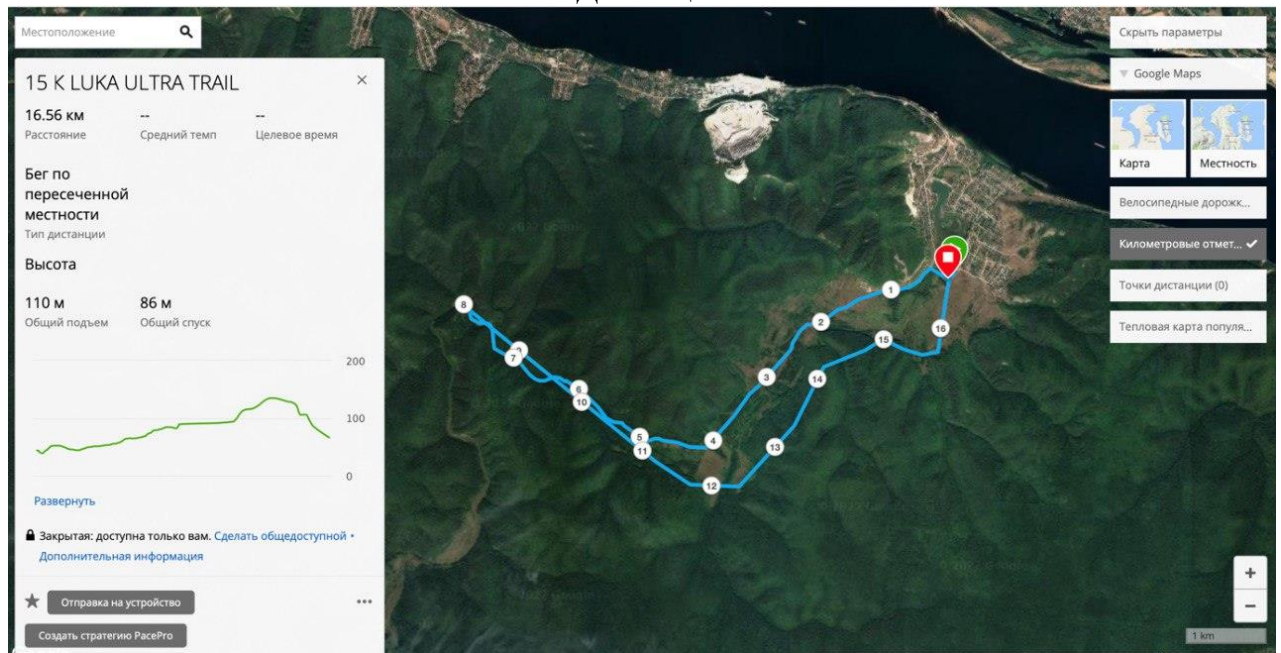 Местоположение
15 K LUKA ULTRA TRAIL
16.56 км
--
--
Расстояние
Средний темп
Целевое время
Бег по
пересеченной
местности
Тип дистанции
Высота
110 м
86 м
Общий подъем
Общий спуск
200
100
0
Развернуть
Закрытая: доступна только вам. Сделать общедоступной •
Дополнительная информация
Отправка на устройство
Создать стратегию PacePro
Скрыть параметры
Google Maps
Карта
Местность
Велосипедные дорожк...
Километровые отмет...
Точки дистанции (0)
Тепловая карта популя...
1
2
3
4
5
6
7
8
10
11
12
13
14
15
16
+
−
1 km